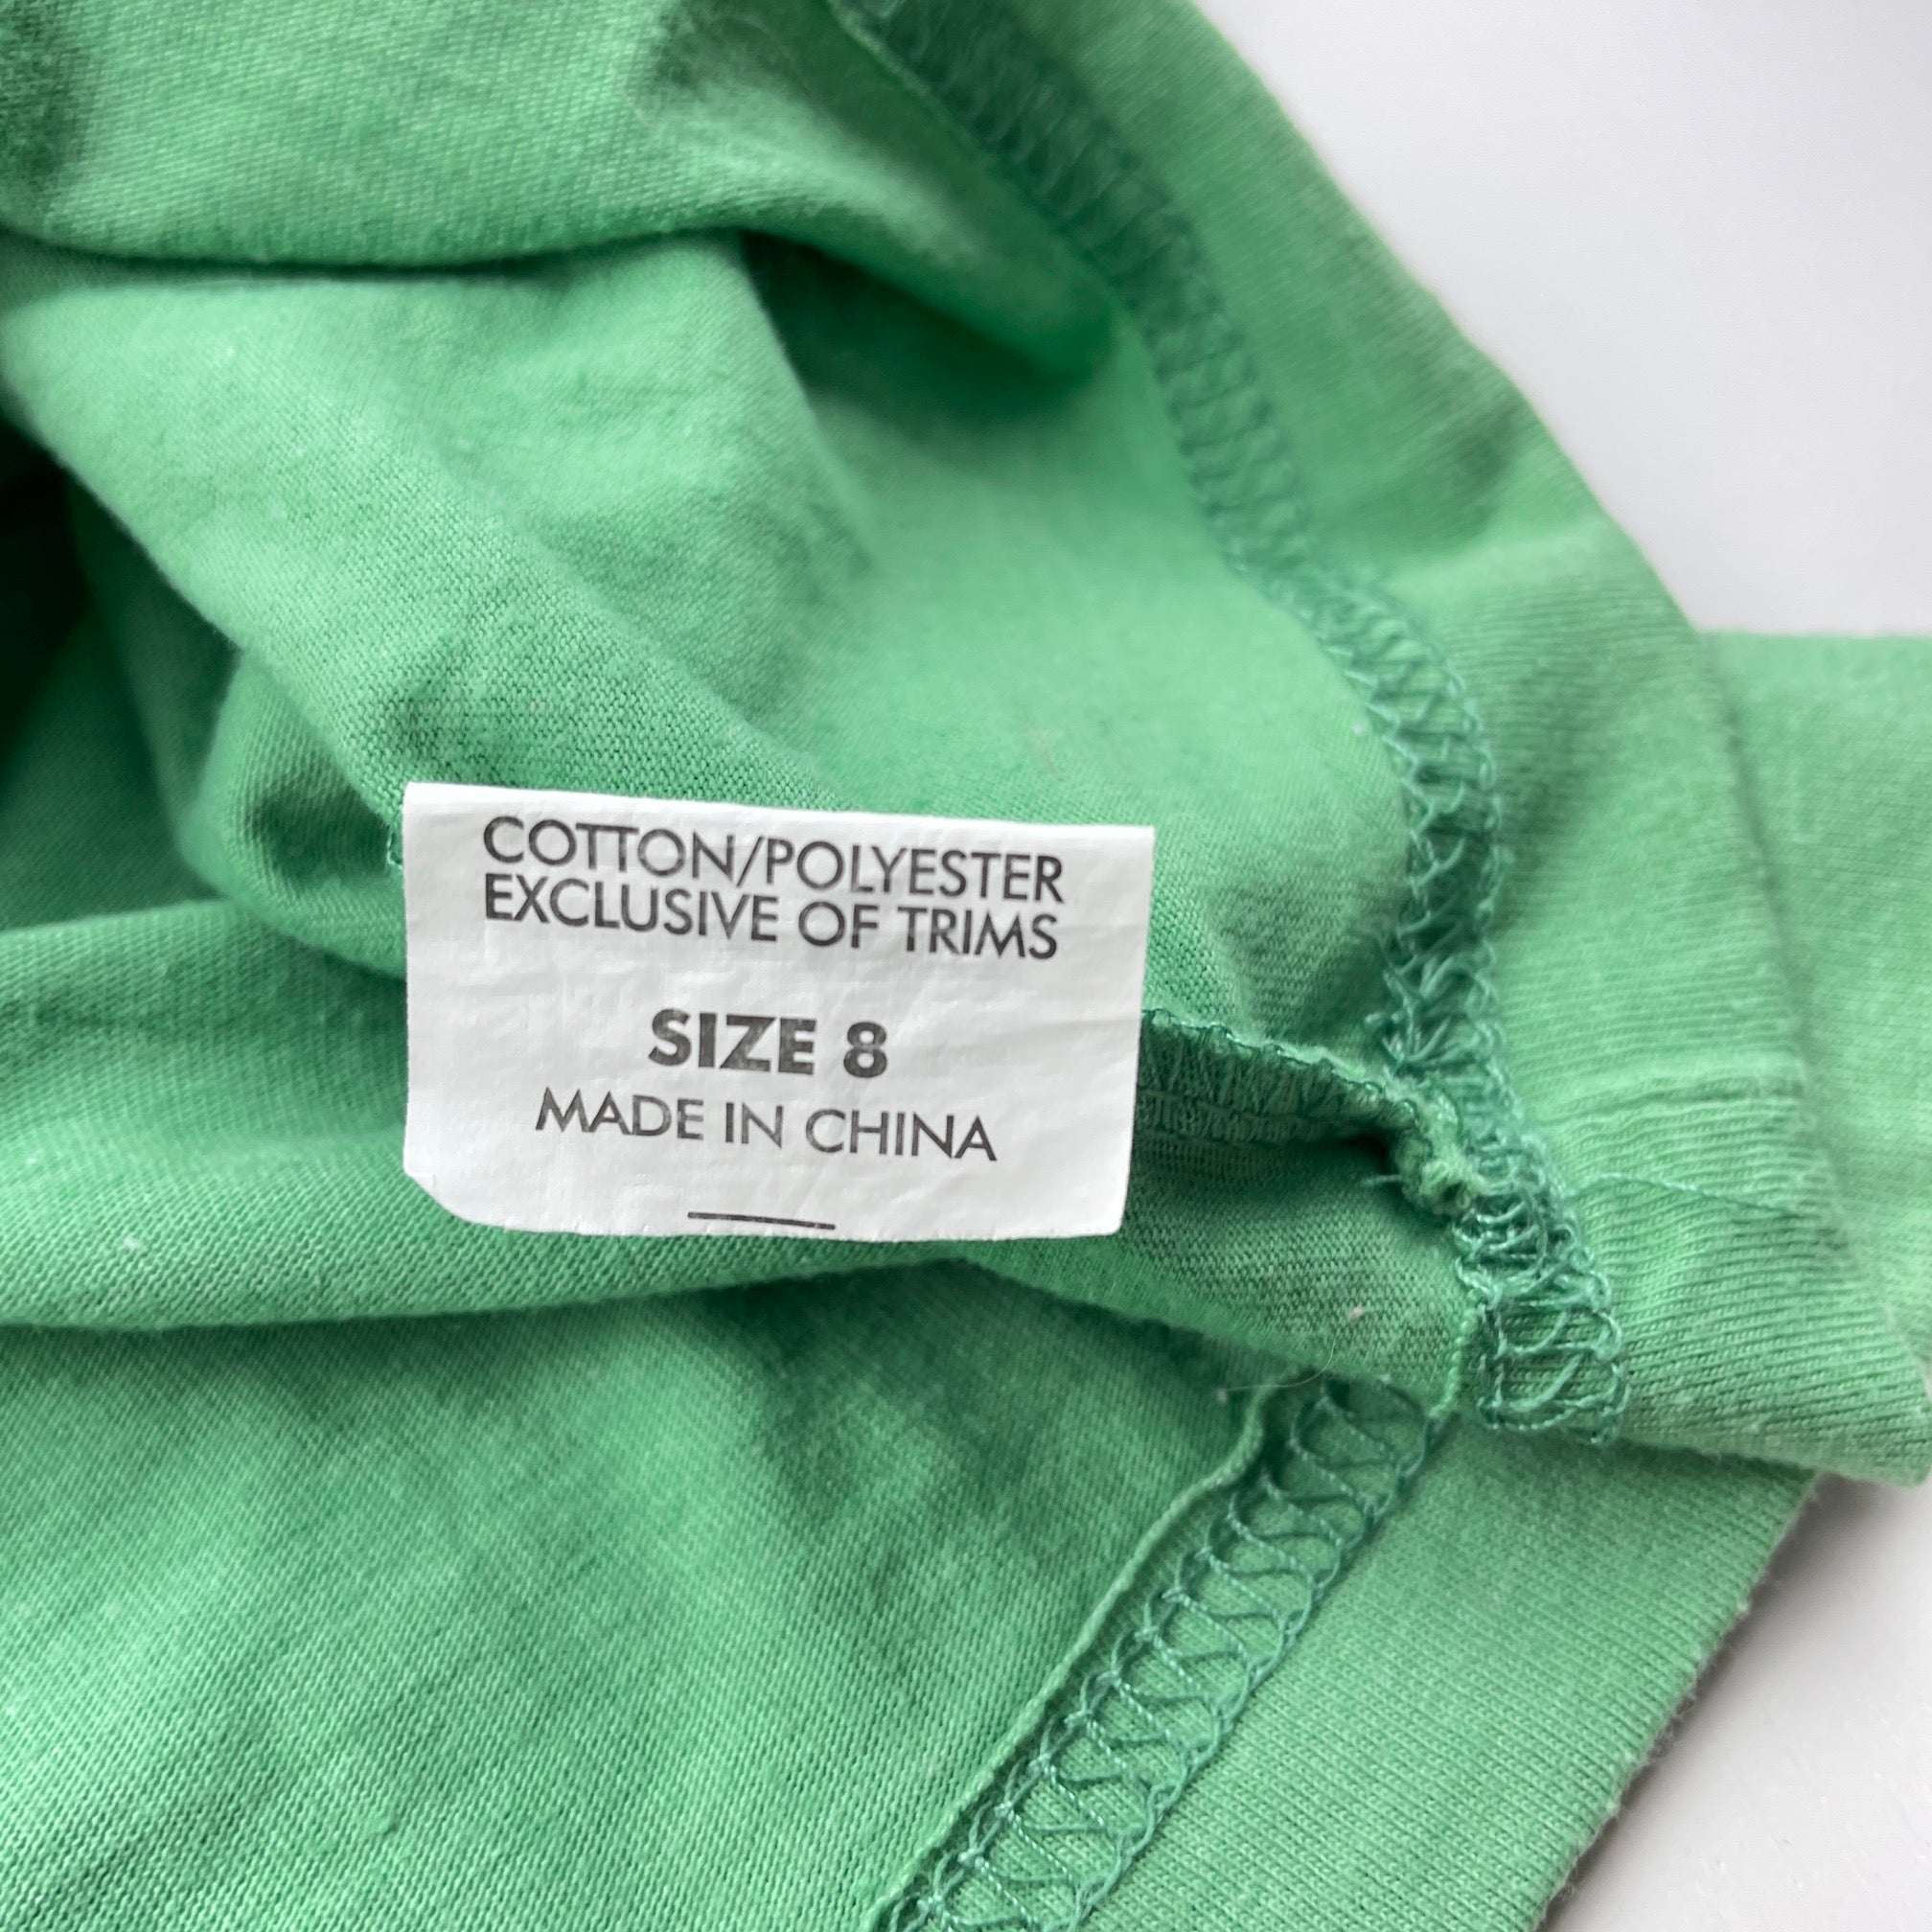 COTTON/POLYESTER
EXCLUSIVE OF TRIMS
SIZE 8
MADE IN CHINA